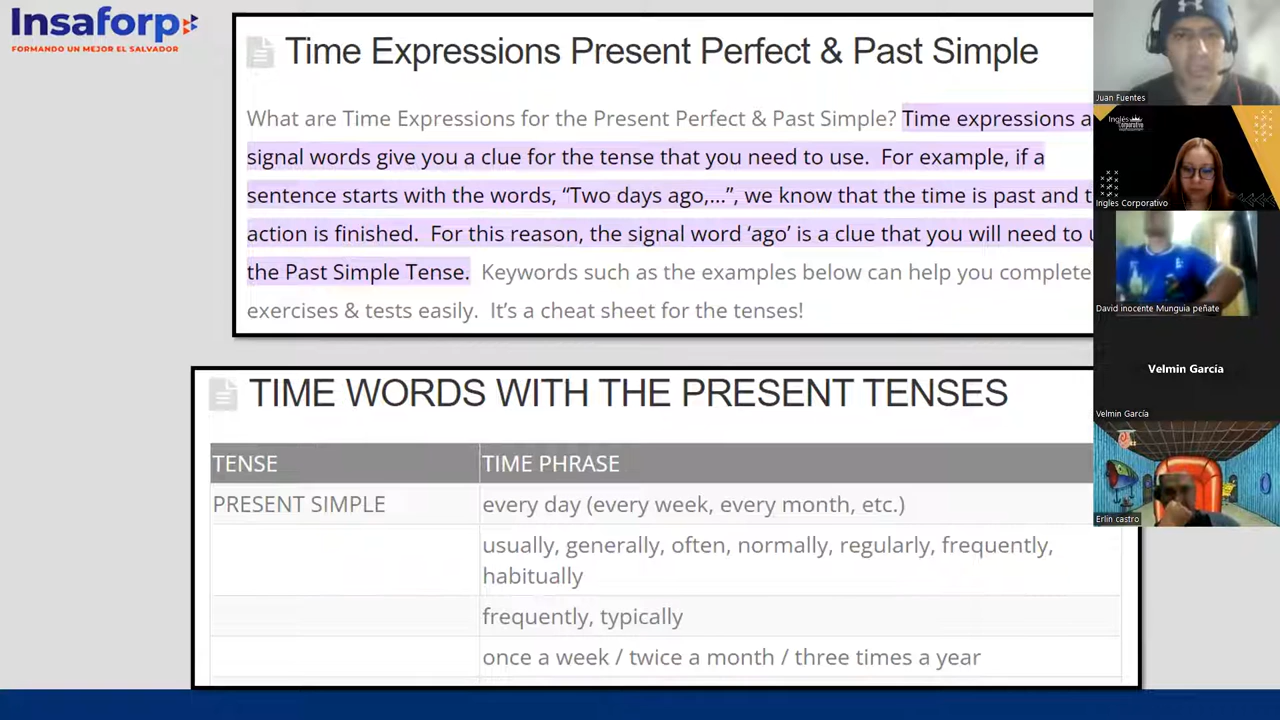 Insaforp
FORMANDO UN MEJOR EL SALVADOR
Time Expressions Present Perfect & Past Simple
What are Time Expressions for the Present Perfect & Past Simple? Time expressions a
signal words give you a clue for the tense that you need to use. For example, if a
sentence starts with the words, “Two days ago,...”, we know that the time is past and t
action is finished. For this reason, the signal word ‘ago’ is a clue that you will need to u
the Past Simple Tense. Keywords such as the examples below can help you complete
exercises & tests easily. It’s a cheat sheet for the tenses!
TIME WORDS WITH THE PRESENT TENSES
TENSE TIME PHRASE
PRESENT SIMPLE every day (every week, every month, etc.)
usually, generally, often, normally, regularly, frequently,
habitually
frequently, typically
once a week / twice a month / three times a year
Juan Fuentes
Inglés
Corporativo
Ingles Corporativo
David inocente Munguia peñate
Velmin García
Velmin García
Erlin castro